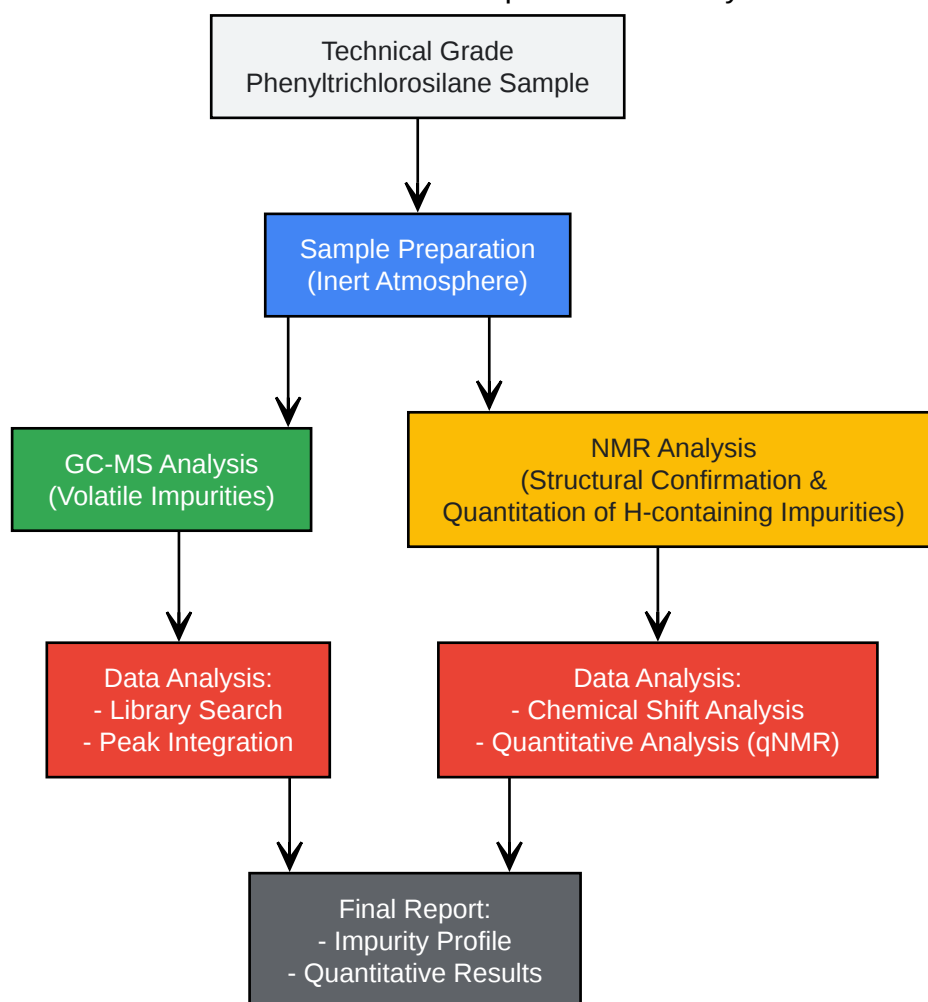 Technical Grade
Phenyltrichlorosilane Sample
Sample Preparation
(Inert Atmosphere)
GC-MS Analysis
(Volatile Impurities)
NMR Analysis
(Structural Confirmation &
Quantitation of H-containing Impurities)
Data Analysis:
- Library Search
- Peak Integration
Data Analysis:
- Chemical Shift Analysis
- Quantitative Analysis (qNMR)
Final Report:
- Impurity Profile
- Quantitative Results